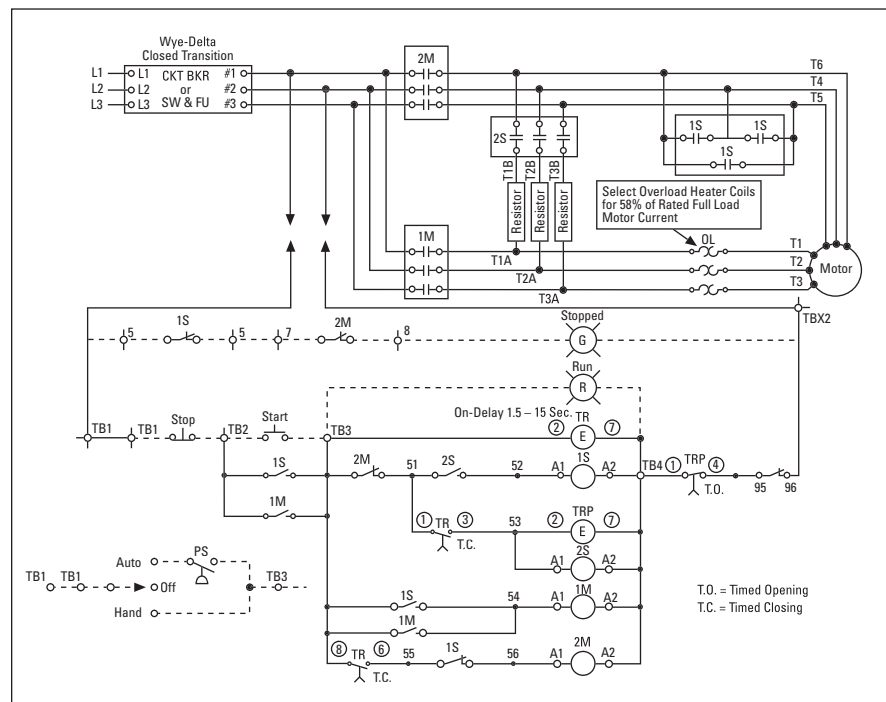 Wye-Delta
Closed Transition
L1 L1 CKT BKR #1
L2 L2 or #2
L3 L3 SW & FU #3
2M
T6
T4
T5
2S
1S 1S
1S
T1B
T2B
T3B
Resistor
Resistor
Resistor
Select Overload Heater Coils
for 58% of Rated Full Load
Motor Current
1M
OL
T1A
T2A
T3A
T1
T2
T3
Motor
TBX2
5 1S 5 7 2M 8
Stopped
G
Run
R
On-Delay 1.5 – 15 Sec.
TB1 TB1 Stop TB2 Start TB3
2 TR 7
E
1S
1M
2M 51 2S 52 A1 1S A2 TB4 1 TRP 4
T.O. 95 96
1 TR 3 53 2 TRP 7
T.C. E
A1 2S A2
1S 54 A1 1M A2
1M
8 TR 6 55 1S 56 A1 2M A2
T.C.
Auto PS
TB1 TB1 Off TB3
Hand
T.O. = Timed Opening
T.C. = Timed Closing